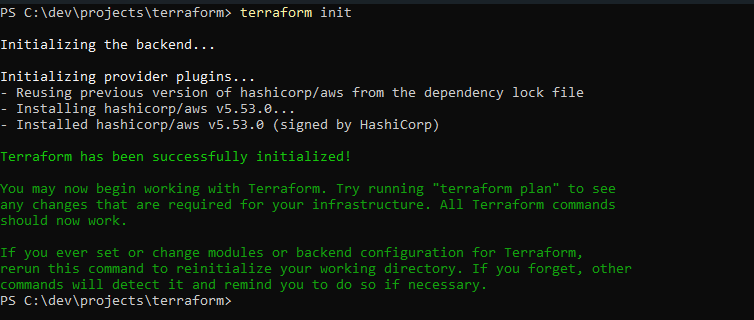 PS C:\dev\projects\terraform> terraform init
Initializing the backend...
Initializing provider plugins...
- Reusing previous version of hashicorp/aws from the dependency lock file
- Installing hashicorp/aws v5.53.0...
- Installed hashicorp/aws v5.53.0 (signed by HashiCorp)
Terraform has been successfully initialized!
You may now begin working with Terraform. Try running "terraform plan" to see
any changes that are required for your infrastructure. All Terraform commands
should now work.
If you ever set or change modules or backend configuration for Terraform,
rerun this command to reinitialize your working directory. If you forget, other
commands will detect it and remind you to do so if necessary.
PS C:\dev\projects\terraform>